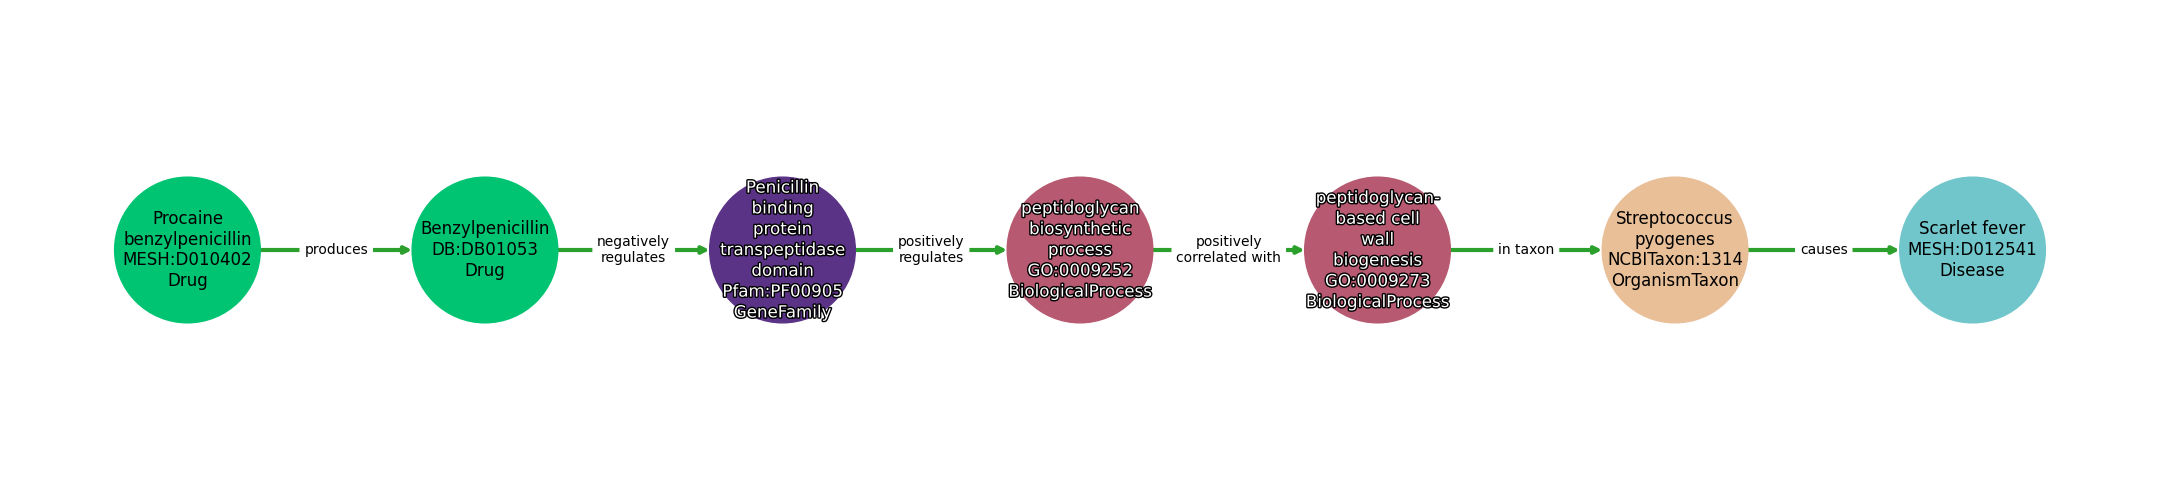 Procaine
benzylpenicillin
MESH:D010402
Drug
produces
Benzylpenicillin
DB:DB01053
Drug
negatively
regulates
Penicillin
binding
protein
transpeptidase
domain
Pfam:PF00905
GeneFamily
positively
regulates
peptidoglycan
biosynthetic
process
GO:0009252
BiologicalProcess
positively
correlated with
peptidoglycan-
based cell
wall
biogenesis
GO:0009273
BiologicalProcess
in taxon
Streptococcus
pyogenes
NCBITaxon:1314
OrganismTaxon
causes
Scarlet fever
MESH:D012541
Disease